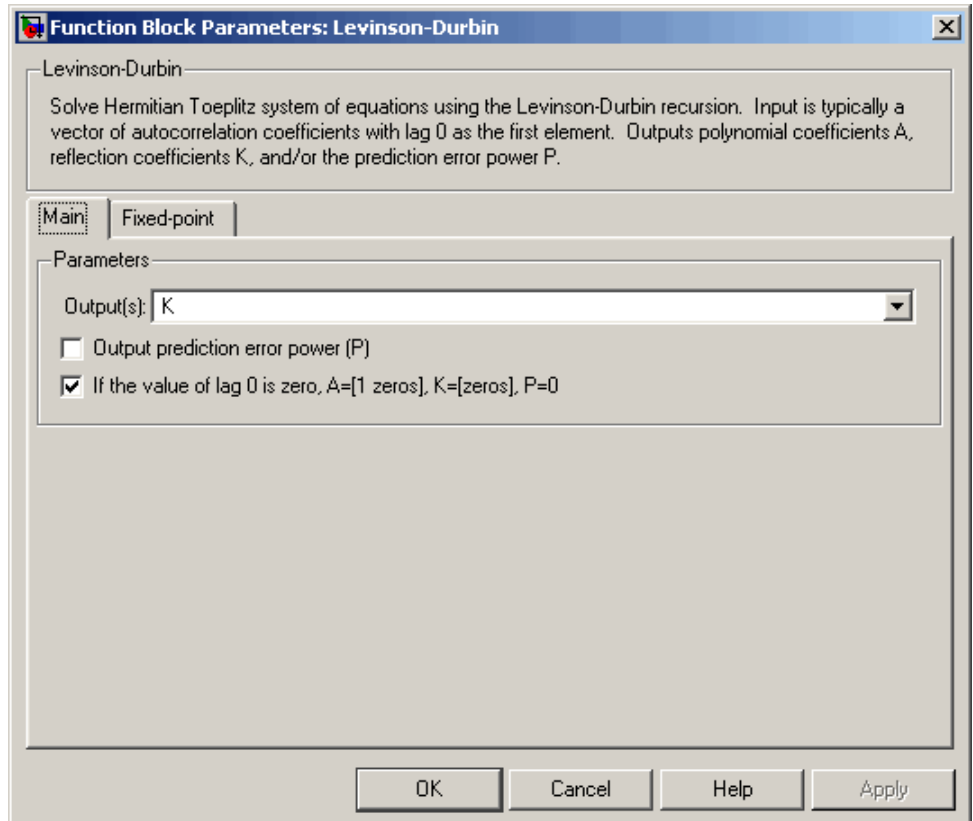 Function Block Parameters: Levinson-Durbin
Levinson-Durbin
Solve Hermitian Toeplitz system of equations using the Levinson-Durbin recursion. Input is typically a
vector of autocorrelation coefficients with lag 0 as the first element. Outputs polynomial coefficients A,
reflection coefficients K, and/or the prediction error power P.
Main Fixed-point
Parameters
Output(s): K
Output prediction error power (P)
If the value of lag 0 is zero, A=[1 zeros], K=[zeros], P=0
OK Cancel Help Apply